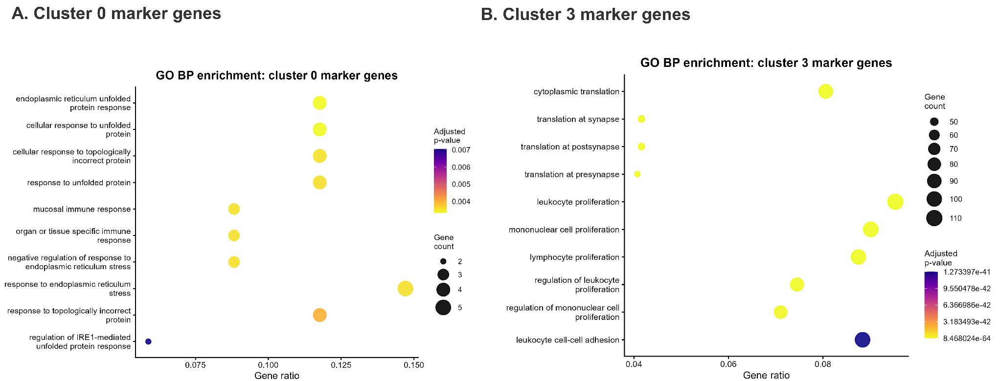 A. Cluster 0 marker genes
GO BP enrichment: cluster 0 marker genes
endoplasmic reticulum unfolded
protein response
cellular response to unfolded
protein
cellular response to topologically
incorrect protein
response to unfolded protein
mucosal immune response
organ or tissue specific immune
response
negative regulation of response to
endoplasmic reticulum stress
response to endoplasmic reticulum
stress
response to topologically incorrect
protein
regulation of IRE1-mediated
unfolded protein response
0.075
0.100
0.125
0.150
Gene ratio
Adjusted
p-value
0.007
0.006
0.005
0.004
Gene
count
2
3
4
5
B. Cluster 3 marker genes
GO BP enrichment: cluster 3 marker genes
cytoplasmic translation
translation at synapse
translation at postsynapse
translation at presynapse
leukocyte proliferation
mononuclear cell proliferation
lymphocyte proliferation
regulation of leukocyte
proliferation
regulation of mononuclear cell
proliferation
leukocyte cell-cell adhesion
0.04
0.06
0.08
Gene ratio
Gene
count
50
60
70
80
90
100
110
Adjusted
p-value
1.273397e-41
9.550478e-42
6.366986e-42
3.183493e-42
8.468024e-64